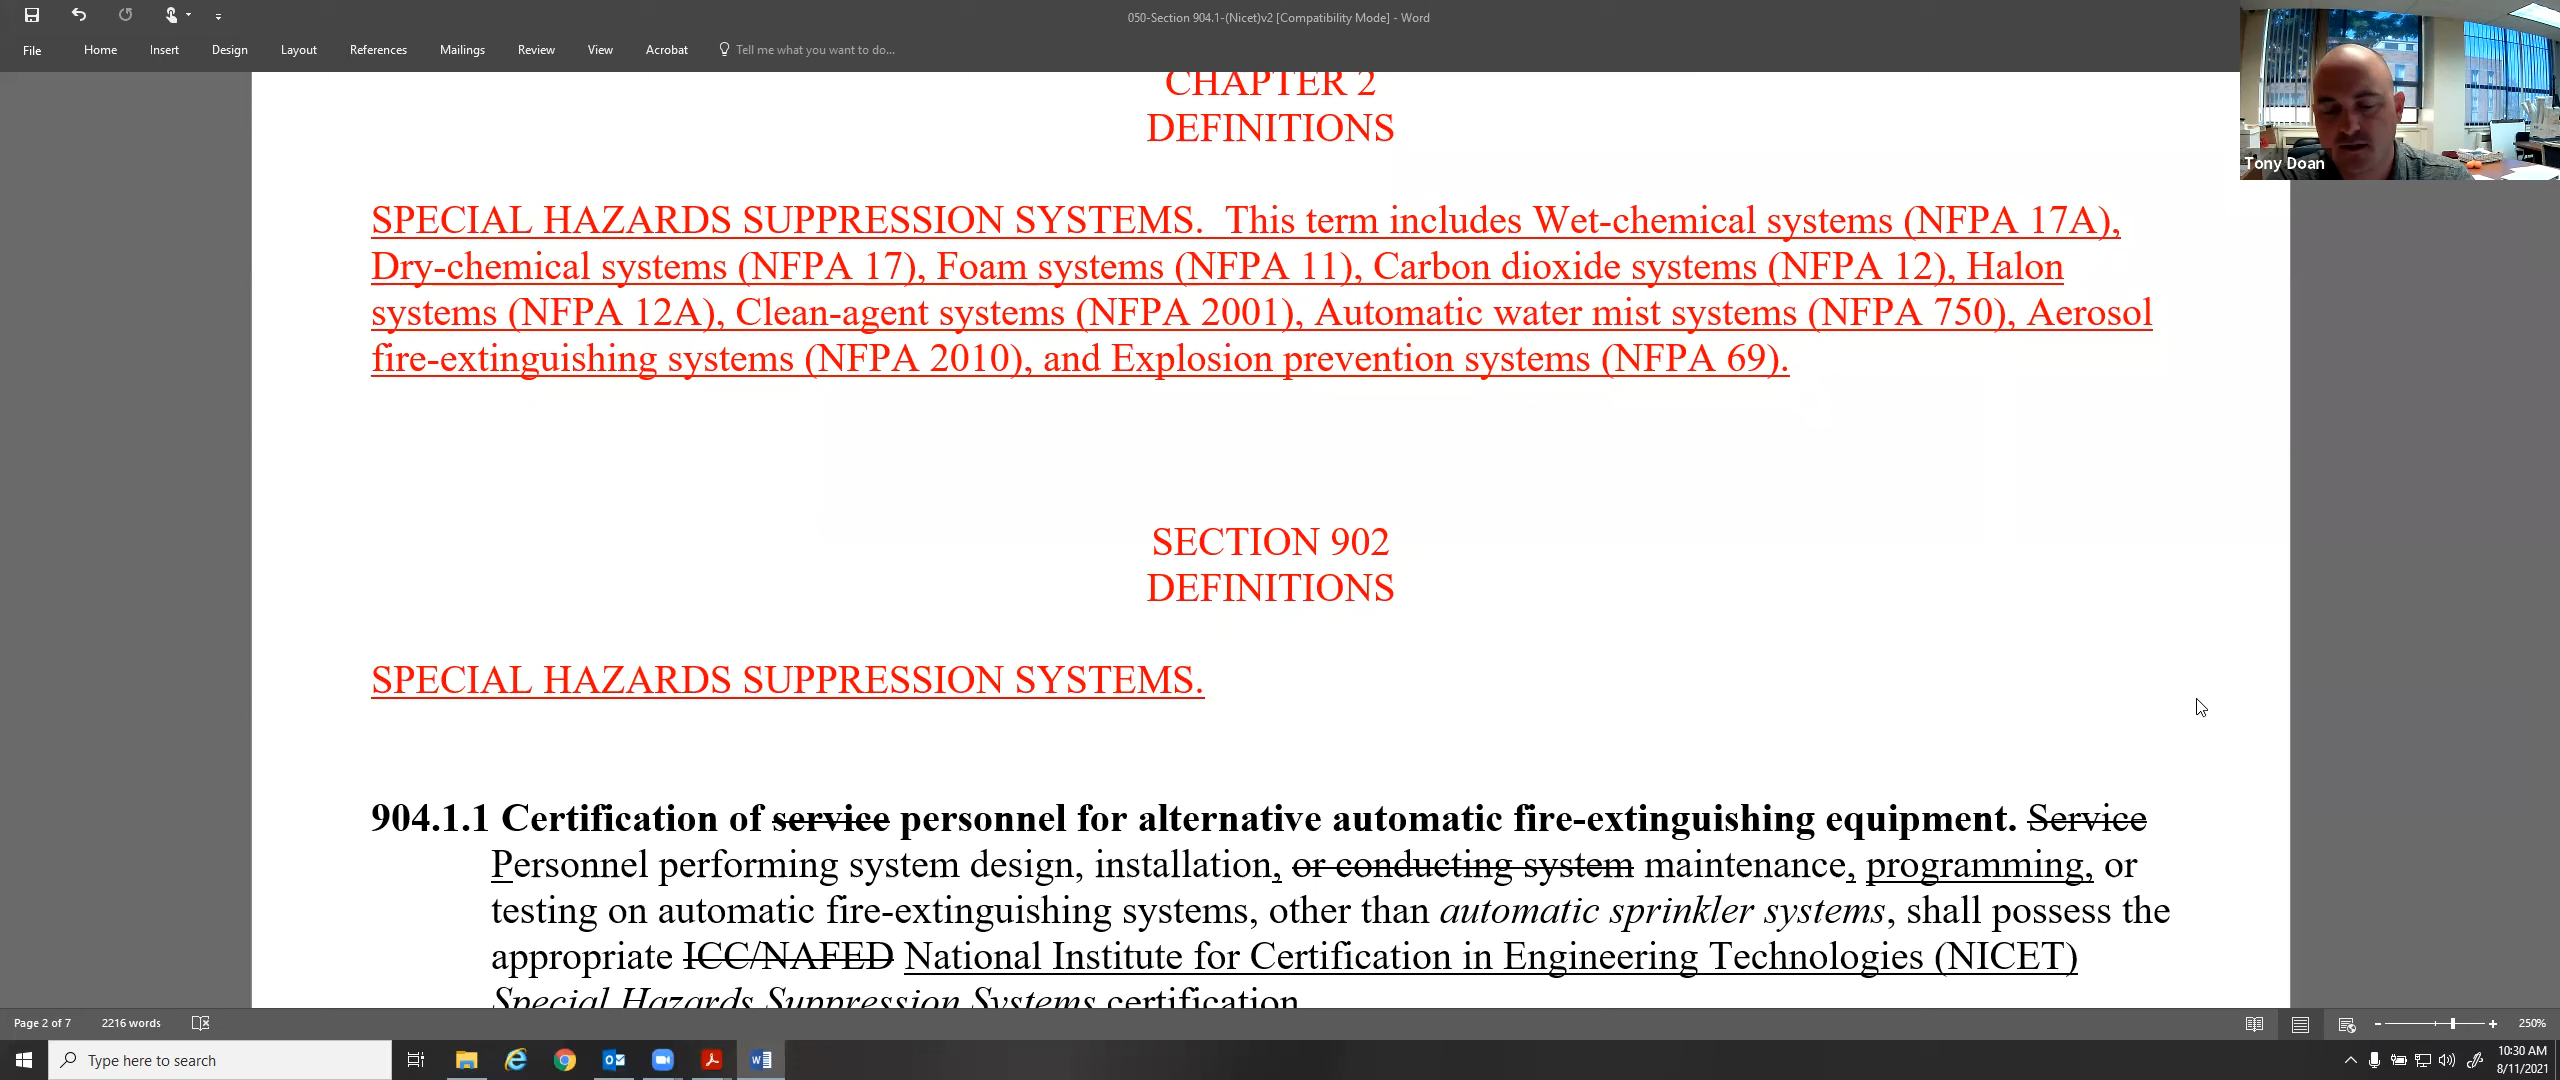 050-Section 904.1-(Nicet)v2 [Compatibility Mode] - Word
File Home Insert Design Layout References Mailings Review View Acrobat Tell me what you want to do...
Tony Doan
CHAPTER 2
DEFINITIONS
SPECIAL HAZARDS SUPPRESSION SYSTEMS. This term includes Wet-chemical systems (NFPA 17A),
Dry-chemical systems (NFPA 17), Foam systems (NFPA 11), Carbon dioxide systems (NFPA 12), Halon
systems (NFPA 12A), Clean-agent systems (NFPA 2001), Automatic water mist systems (NFPA 750), Aerosol
fire-extinguishing systems (NFPA 2010), and Explosion prevention systems (NFPA 69).
SECTION 902
DEFINITIONS
SPECIAL HAZARDS SUPPRESSION SYSTEMS.
904.1.1 Certification of service personnel for alternative automatic fire-extinguishing equipment. Service
Personnel performing system design, installation, or conducting system maintenance, programming, or
testing on automatic fire-extinguishing systems, other than automatic sprinkler systems, shall possess the
appropriate ICC/NAFED National Institute for Certification in Engineering Technologies (NICET)
Special Hazards Suppression Systems certification.
Page 2 of 7 2216 words 250%
Type here to search
10:30 AM
8/11/2021